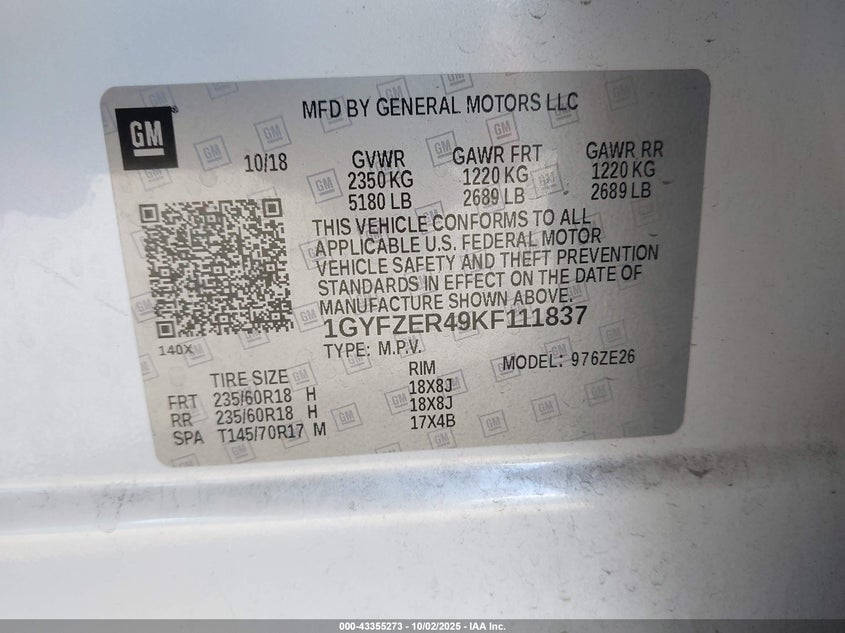 MFD BY GENERAL MOTORS LLC
GM
10/18
GVWR GAWR FRT GAWR RR
2350 KG 1220 KG 1220 KG
5180 LB 2689 LB 2689 LB
THIS VEHICLE CONFORMS TO ALL
APPLICABLE U.S. FEDERAL MOTOR
VEHICLE SAFETY AND THEFT PREVENTION
STANDARDS IN EFFECT ON THE DATE OF
MANUFACTURE SHOWN ABOVE.
1GYFZER49KF111837
140X
TYPE: M.P.V. MODEL: 976ZE26
TIRE SIZE RIM
FRT 235/60R18 H 18X8J
RR 235/60R18 H 18X8J
SPA T145/70R17 M 17X4B
000-43355273 - 10/02/2025 - IAA Inc.